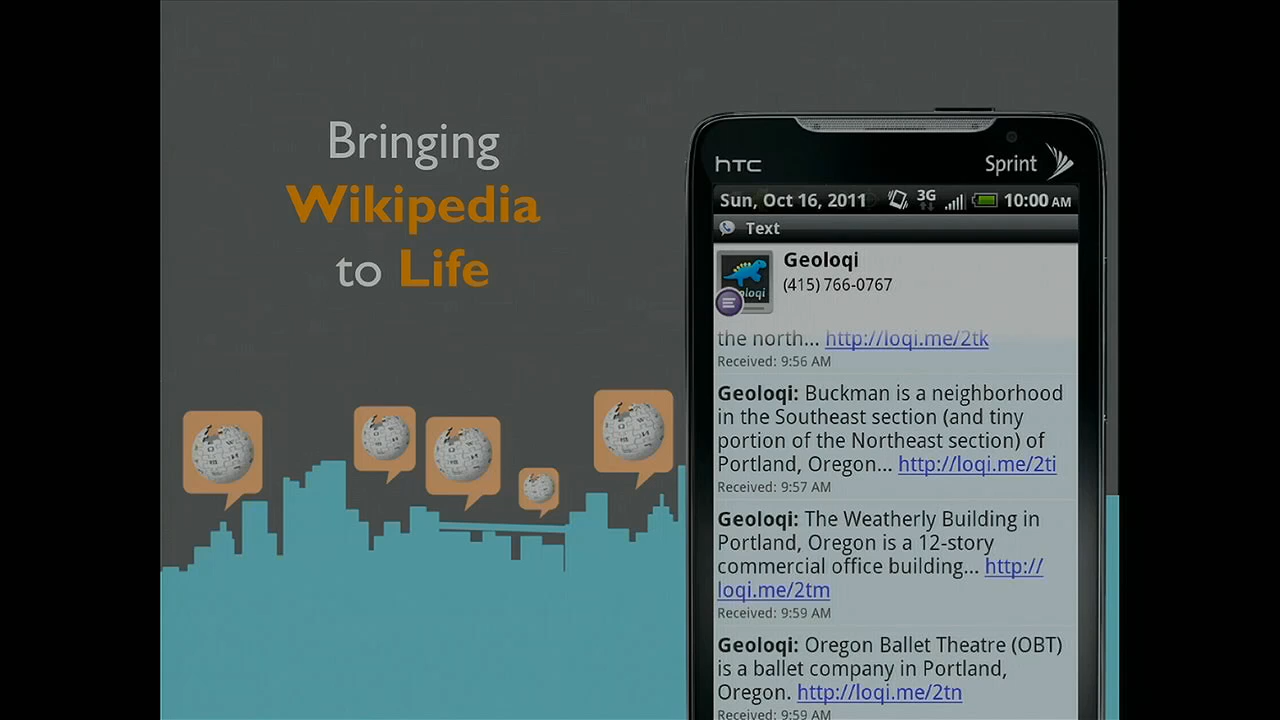 Bringing
Wikipedia
to Life
htc
Sprint
Sun, Oct 16, 2011 3G 10:00 AM
Text
Geoloqi
(415) 766-0767
the north... http://loqi.me/2tk
Received: 9:56 AM
Geoloqi: Buckman is a neighborhood
in the Southeast section (and tiny
portion of the Northeast section) of
Portland, Oregon... http://loqi.me/2ti
Received: 9:57 AM
Geoloqi: The Weatherly Building in
Portland, Oregon is a 12-story
commercial office building... http://
loqi.me/2tm
Received: 9:59 AM
Geoloqi: Oregon Ballet Theatre (OBT)
is a ballet company in Portland,
Oregon. http://loqi.me/2tn
Received: 9:59 AM